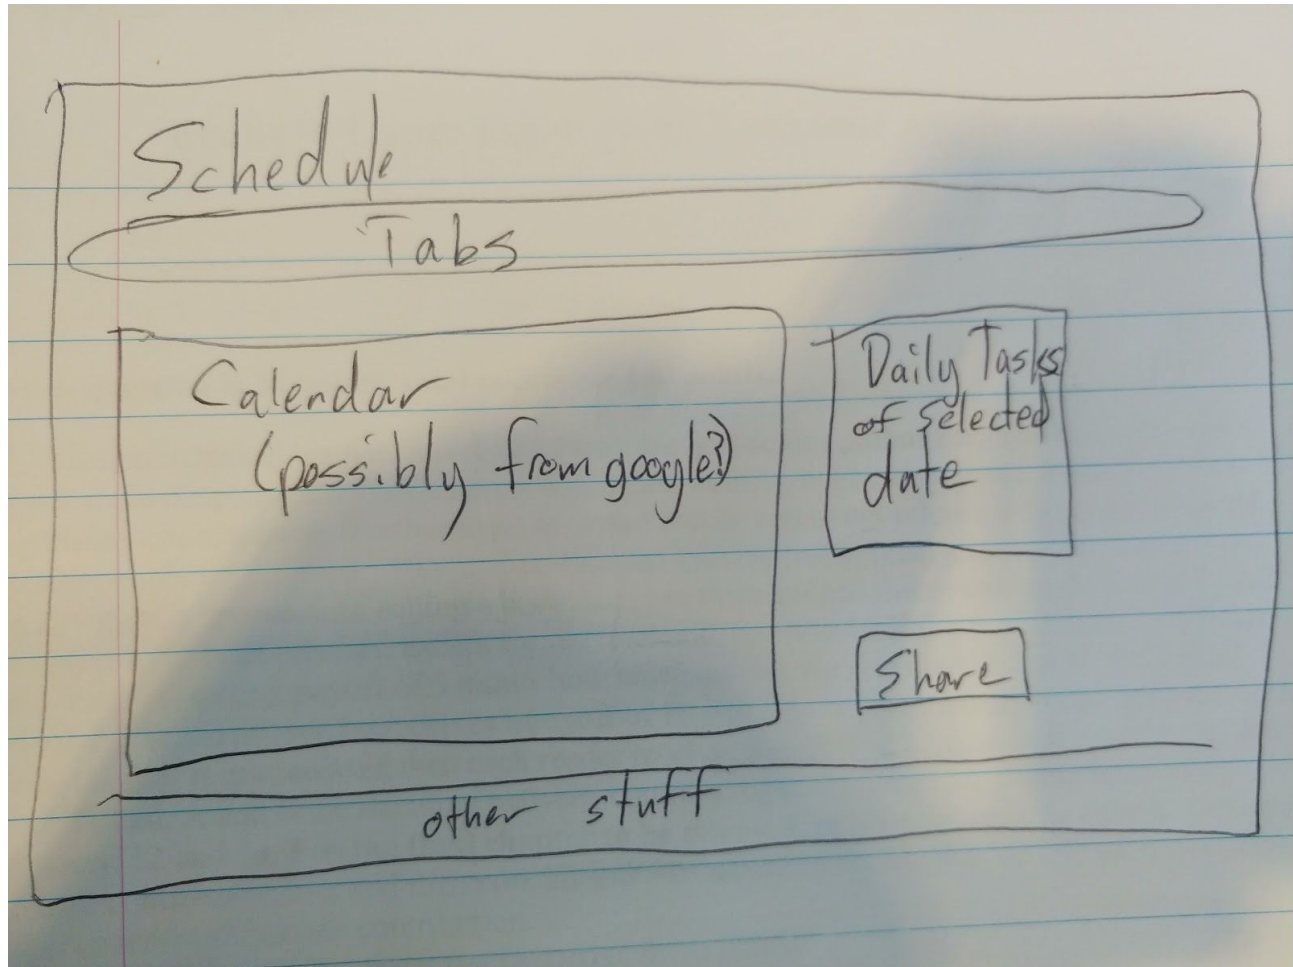 Schedule
Tabs
Calendar
(possibly from google?)
Daily Tasks
of selected
date
Share
other stuff